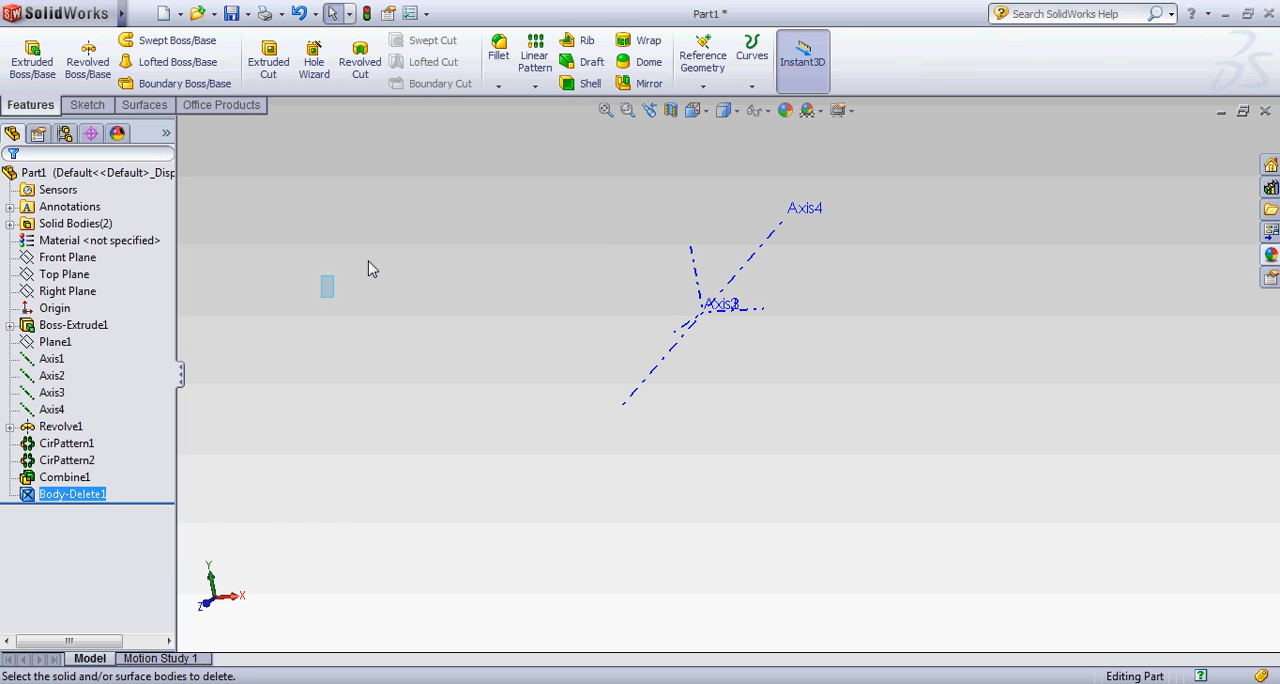 SolidWorks
Part1 *
Search SolidWorks Help
Extruded Boss/Base
Revolved Boss/Base
Swept Boss/Base
Lofted Boss/Base
Boundary Boss/Base
Extruded Cut
Hole Wizard
Revolved Cut
Swept Cut
Lofted Cut
Boundary Cut
Fillet
Linear Pattern
Rib
Draft
Shell
Wrap
Dome
Mirror
Reference Geometry
Curves
Instant3D
Features
Sketch
Surfaces
Office Products
Part1 (Default<<Default>_Disp
Sensors
Annotations
Solid Bodies(2)
Material <not specified>
Front Plane
Top Plane
Right Plane
Origin
Boss-Extrude1
Plane1
Axis1
Axis2
Axis3
Axis4
Revolve1
CirPattern1
CirPattern2
Combine1
Body-Delete1
Axis4
Y
X
Z
Model
Motion Study 1
Select the solid and/or surface bodies to delete.
Editing Part